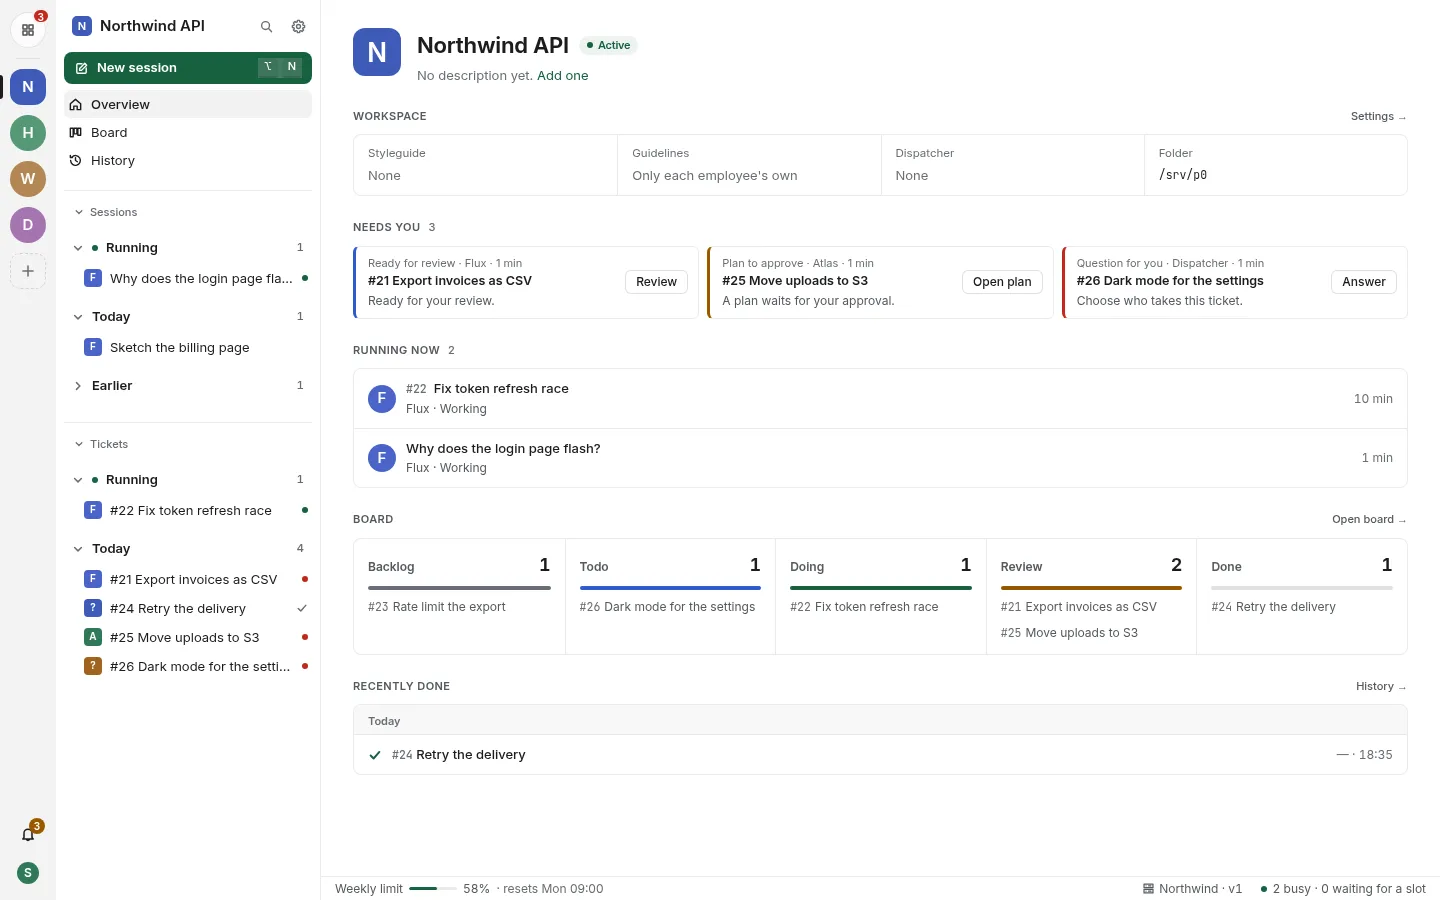 3
N
H
W
D
3
S
N Northwind API
New session ⌥ N
Overview
Board
History
Sessions
Running 1
F Why does the login page fla...
Today 1
F Sketch the billing page
Earlier 1
Tickets
Running 1
F #22 Fix token refresh race
Today 4
F #21 Export invoices as CSV
? #24 Retry the delivery
A #25 Move uploads to S3
? #26 Dark mode for the setti...
N
Northwind API Active
No description yet. Add one
WORKSPACE Settings →
Styleguide Guidelines Dispatcher Folder
None Only each employee's own None /srv/p0
NEEDS YOU 3
Ready for review · Flux · 1 min
#21 Export invoices as CSV
Ready for your review.
Review
Plan to approve · Atlas · 1 min
#25 Move uploads to S3
A plan waits for your approval.
Open plan
Question for you · Dispatcher · 1 min
#26 Dark mode for the settings
Choose who takes this ticket.
Answer
RUNNING NOW 2
F
#22 Fix token refresh race
Flux · Working
10 min
F
Why does the login page flash?
Flux · Working
1 min
BOARD Open board →
Backlog 1
#23 Rate limit the export
Todo 1
#26 Dark mode for the settings
Doing 1
#22 Fix token refresh race
Review 2
#21 Export invoices as CSV
#25 Move uploads to S3
Done 1
#24 Retry the delivery
RECENTLY DONE History →
Today
#24 Retry the delivery — · 18:35
Weekly limit 58% · resets Mon 09:00 Northwind · v1 2 busy · 0 waiting for a slot